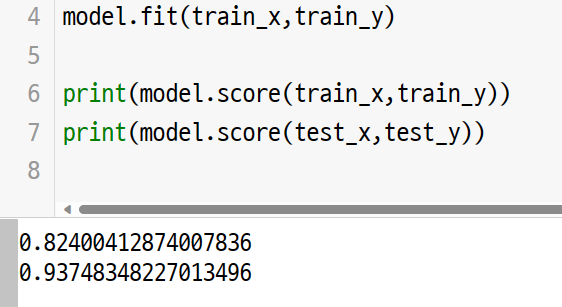 4 model.fit(train_x,train_y)
5
6 print(model.score(train_x,train_y))
7 print(model.score(test_x,test_y))
8
0.82400412874007836
0.93748348227013496